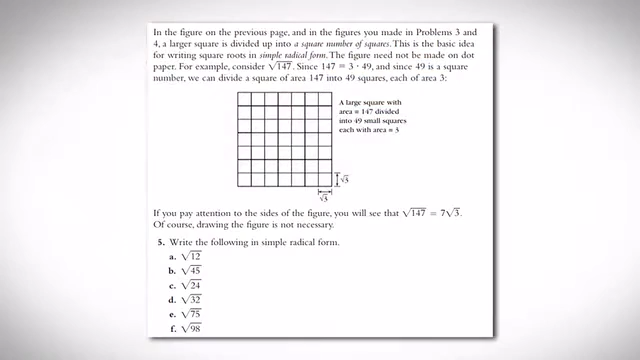 In the figure on the previous page, and in the figures you made in Problems 3 and
4, a larger square is divided up into a square number of squares. This is the basic idea
for writing square roots in simple radical form. The figure need not be made on dot
paper. For example, consider √147. Since 147 = 3 · 49, and since 49 is a square
number, we can divide a square of area 147 into 49 squares, each of area 3:
A large square with
area = 147 divided
into 49 small squares
each with area = 3
√3
√3
If you pay attention to the sides of the figure, you will see that √147 = 7√3.
Of course, drawing the figure is not necessary.
5. Write the following in simple radical form.
a. √12
b. √45
c. √24
d. √32
e. √75
f. √98